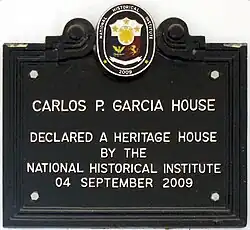 NATIONAL HISTORICAL INSTITUTE
2009
CARLOS P. GARCIA HOUSE
DECLARED A HERITAGE HOUSE
BY THE
NATIONAL HISTORICAL INSTITUTE
04 SEPTEMBER 2009